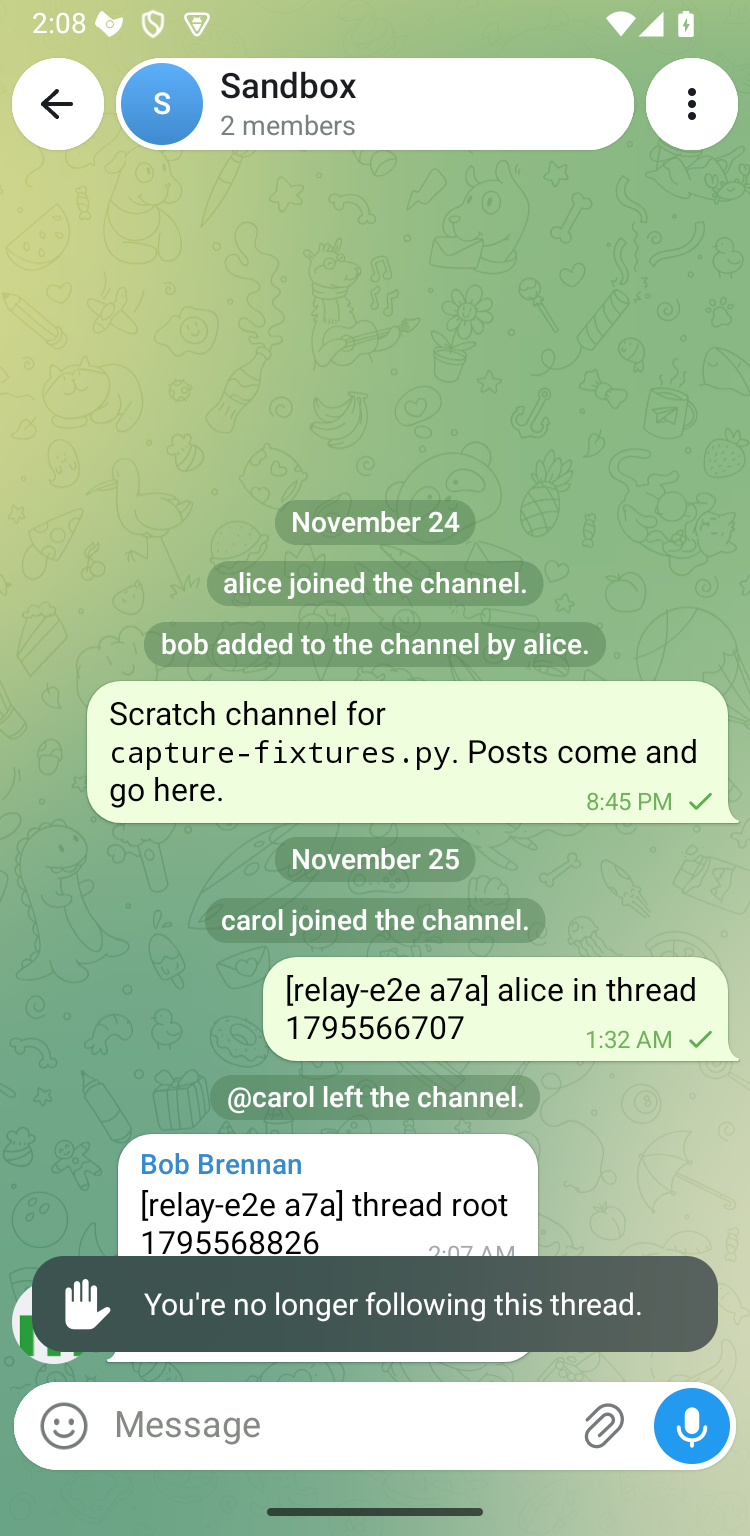 2:08
S
Sandbox
2 members
November 24
alice joined the channel.
bob added to the channel by alice.
Scratch channel for
capture-fixtures.py. Posts come and
go here.
8:45 PM
November 25
carol joined the channel.
[relay-e2e a7a] alice in thread
1795566707
1:32 AM
@carol left the channel.
Bob Brennan
[relay-e2e a7a] thread root
1795568826
2:07 AM
You're no longer following this thread.
Message